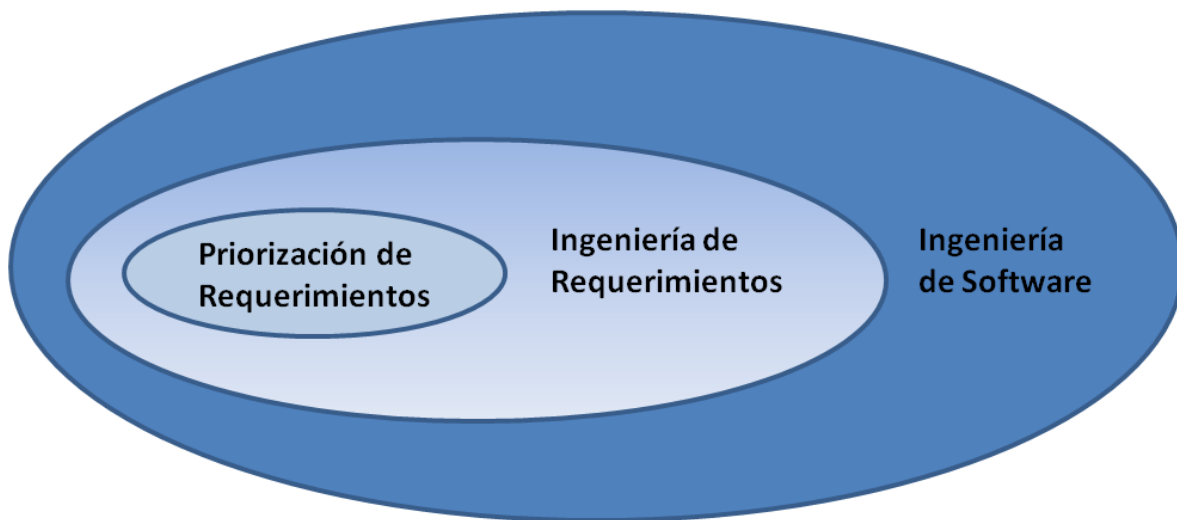 Priorización de
Requerimientos
Ingeniería de
Requerimientos
Ingeniería
de Software